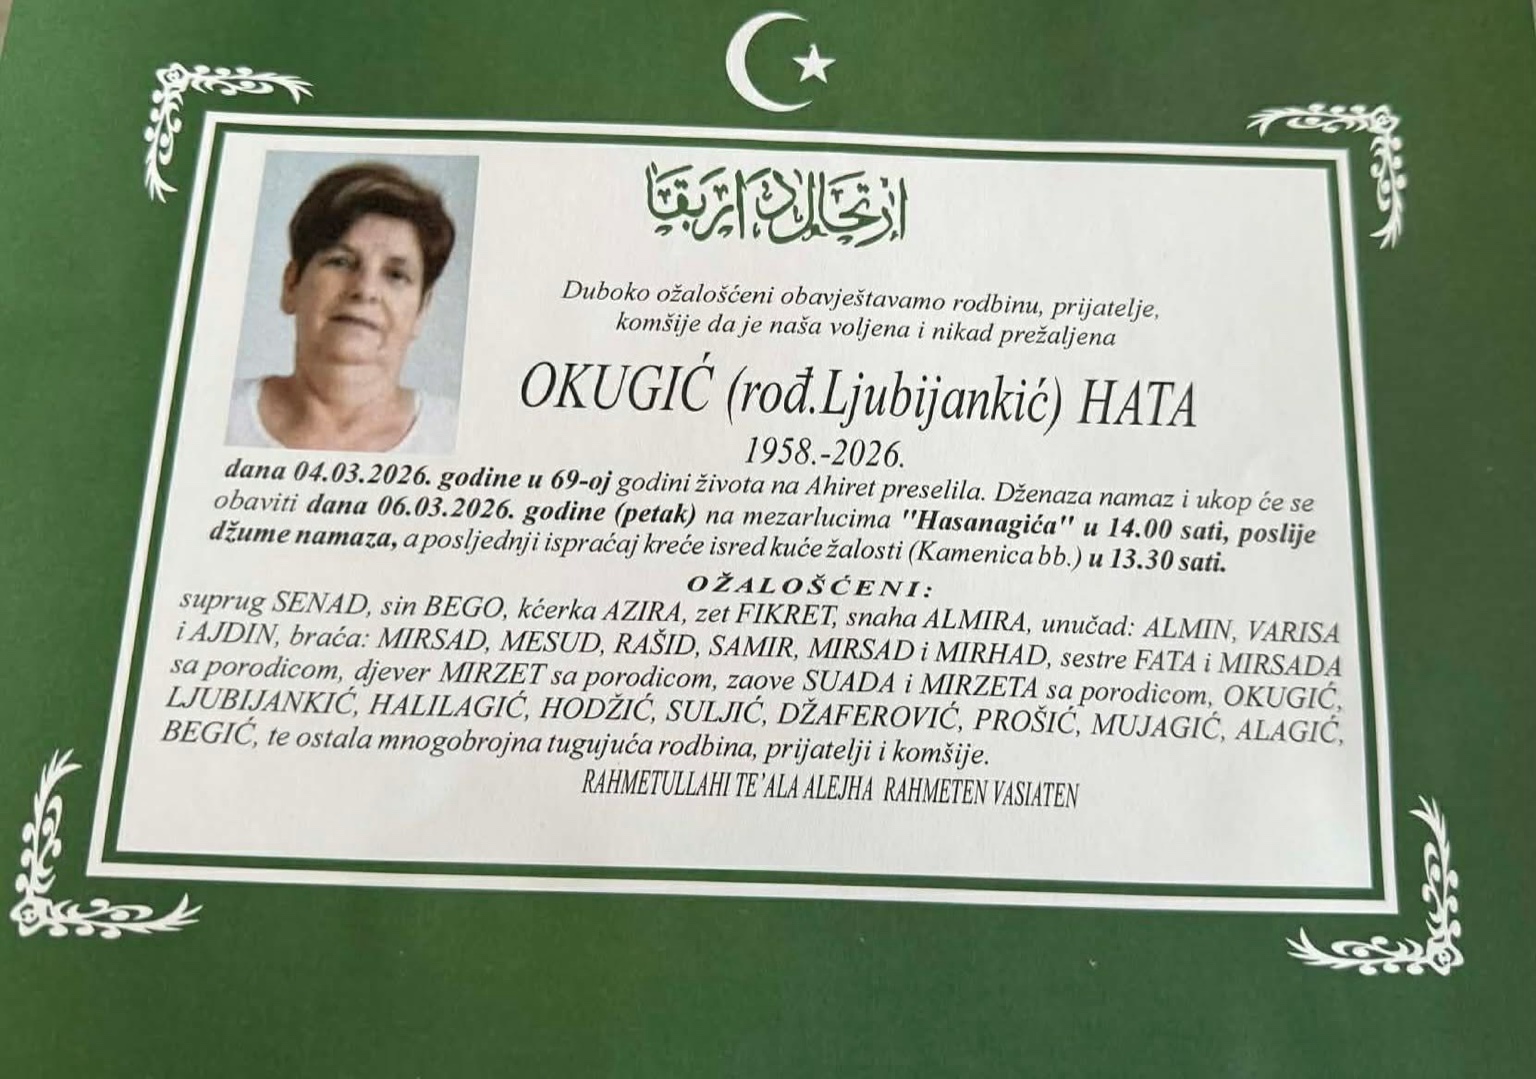 ارتحال دار بقا
Duboko ožalošćeni obavještavamo rodbinu, prijatelje,
komšije da je naša voljena i nikad prežaljena
OKUGIĆ (rođ.Ljubijankić) HATA
1958.-2026.
dana 04.03.2026. godine u 69-oj godini života na Ahiret preselila. Dženaza namaz i ukop će se
obaviti dana 06.03.2026. godine (petak) na mezarlucima "Hasanagića" u 14.00 sati, poslije
džume namaza, a posljednji ispraćaj kreće isred kuće žalosti (Kamenica bb.) u 13.30 sati.
OŽALOŠĆENI:
suprug SENAD, sin BEGO, kćerka AZIRA, zet FIKRET, snaha ALMIRA, unučad: ALMIN, VARISA
i AJDIN, braća: MIRSAD, MESUD, RAŠID, SAMIR, MIRSAD i MIRHAD, sestre FATA i MIRSADA
sa porodicom, djever MIRZET sa porodicom, zaove SUADA i MIRZETA sa porodicom, OKUGIĆ,
LJUBIJANKIĆ, HALILAGIĆ, HODŽIĆ, SULJIĆ, DŽAFEROVIĆ, PROŠIĆ, MUJAGIĆ, ALAGIĆ,
BEGIĆ, te ostala mnogobrojna tugujuća rodbina, prijatelji i komšije.
RAHMETULLAHI TE'ALA ALEJHA RAHMETEN VASIATEN